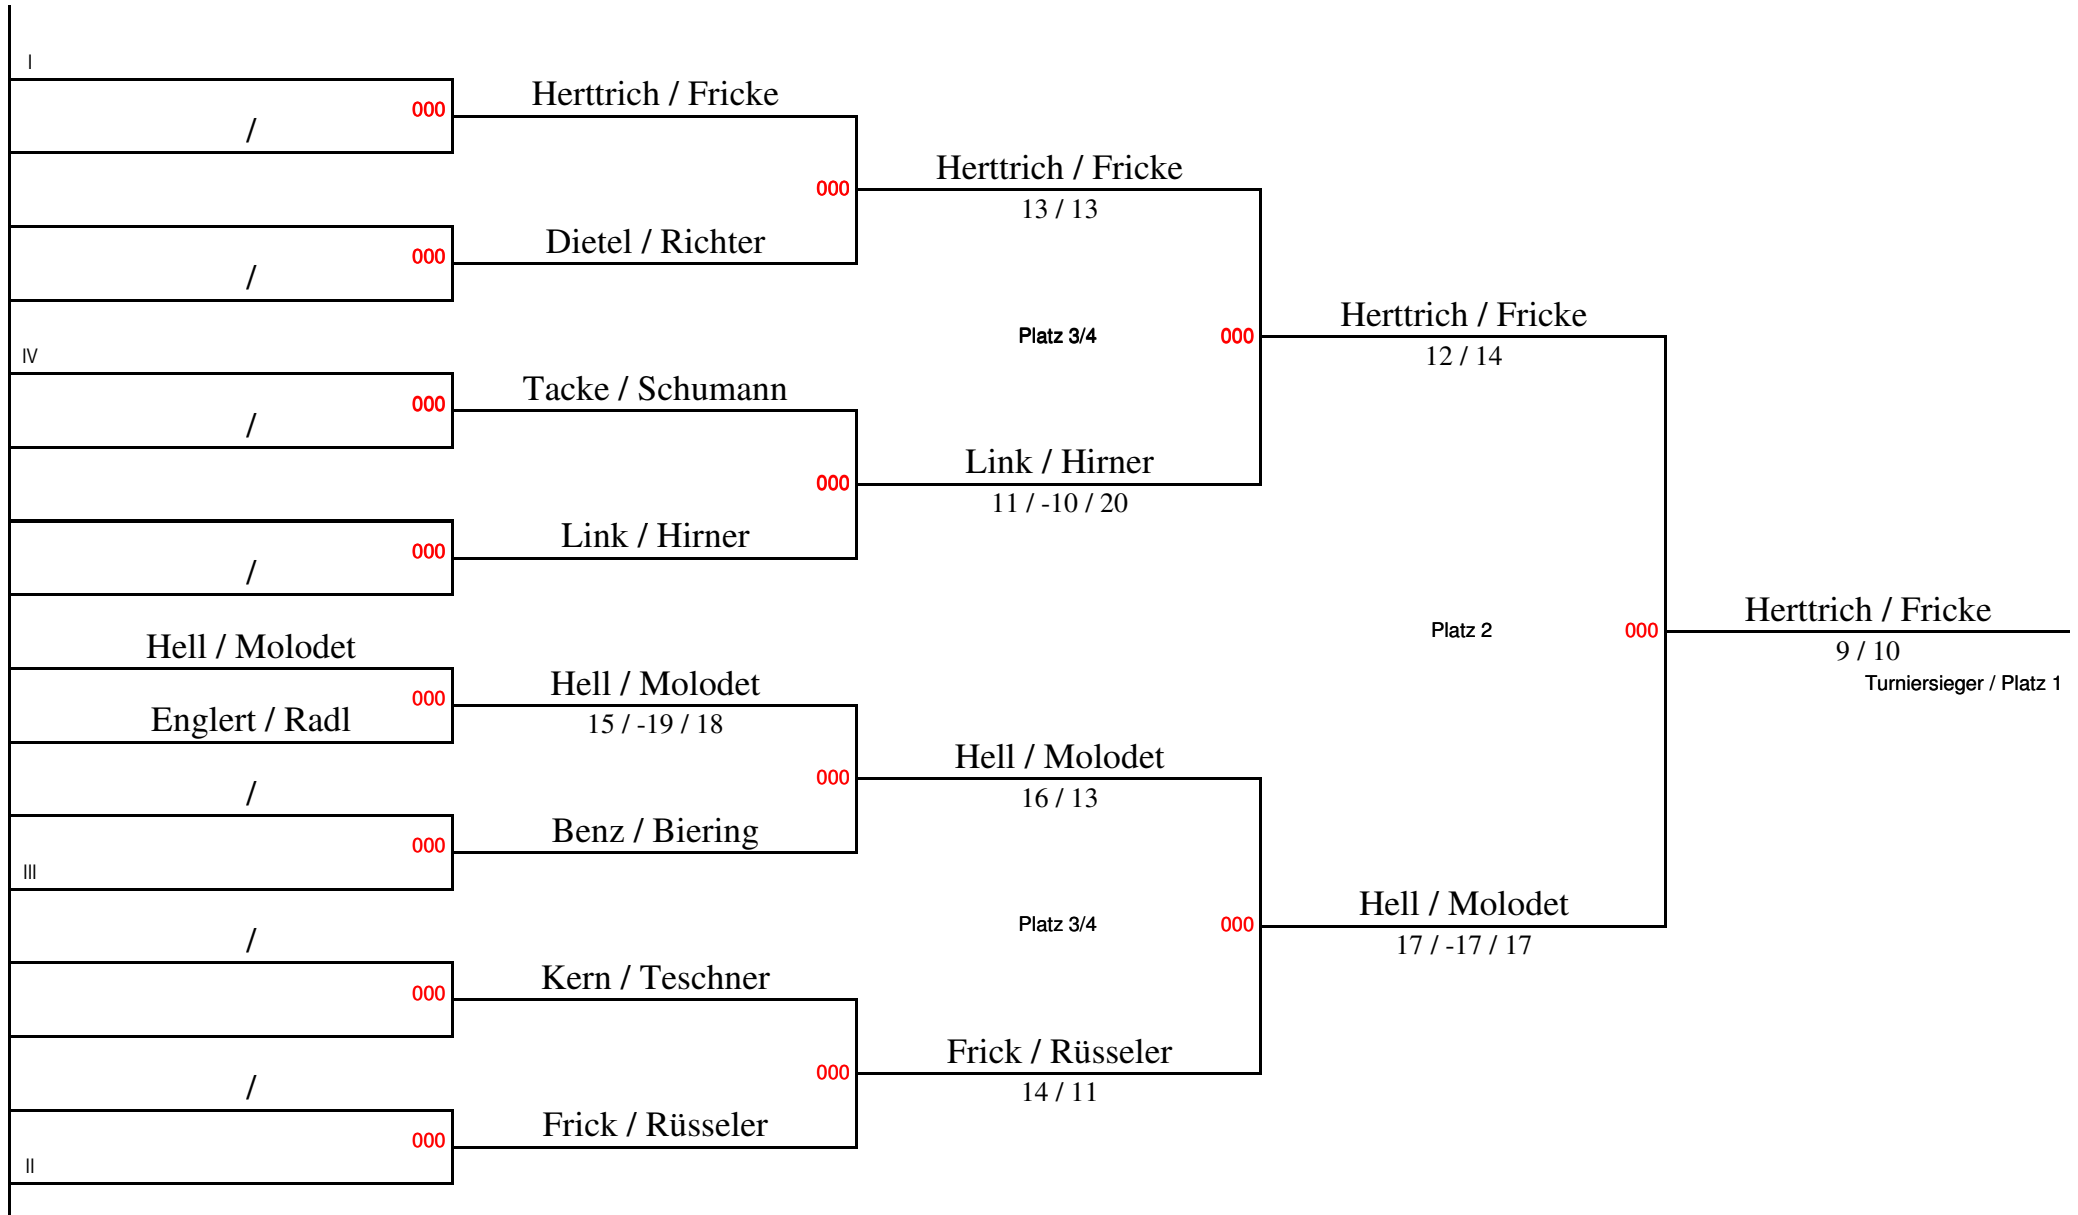 I
Herttrich / Fricke
000
/
Herttrich / Fricke
000
13 / 13
Dietel / Richter
000
/
Herttrich / Fricke
Platz 3/4
000
12 / 14
IV
Tacke / Schumann
000
/
Link / Hirner
000
11 / -10 / 20
Link / Hirner
000
/
Herttrich / Fricke
Platz 2
000
9 / 10
Turniersieger / Platz 1
Hell / Molodet
Hell / Molodet
000
Englert / Radl
15 / -19 / 18
Hell / Molodet
000
16 / 13
/
Benz / Biering
000
III
Hell / Molodet
Platz 3/4
000
17 / -17 / 17
/
Kern / Teschner
000
Frick / Rüsseler
000
14 / 11
/
Frick / Rüsseler
000
II